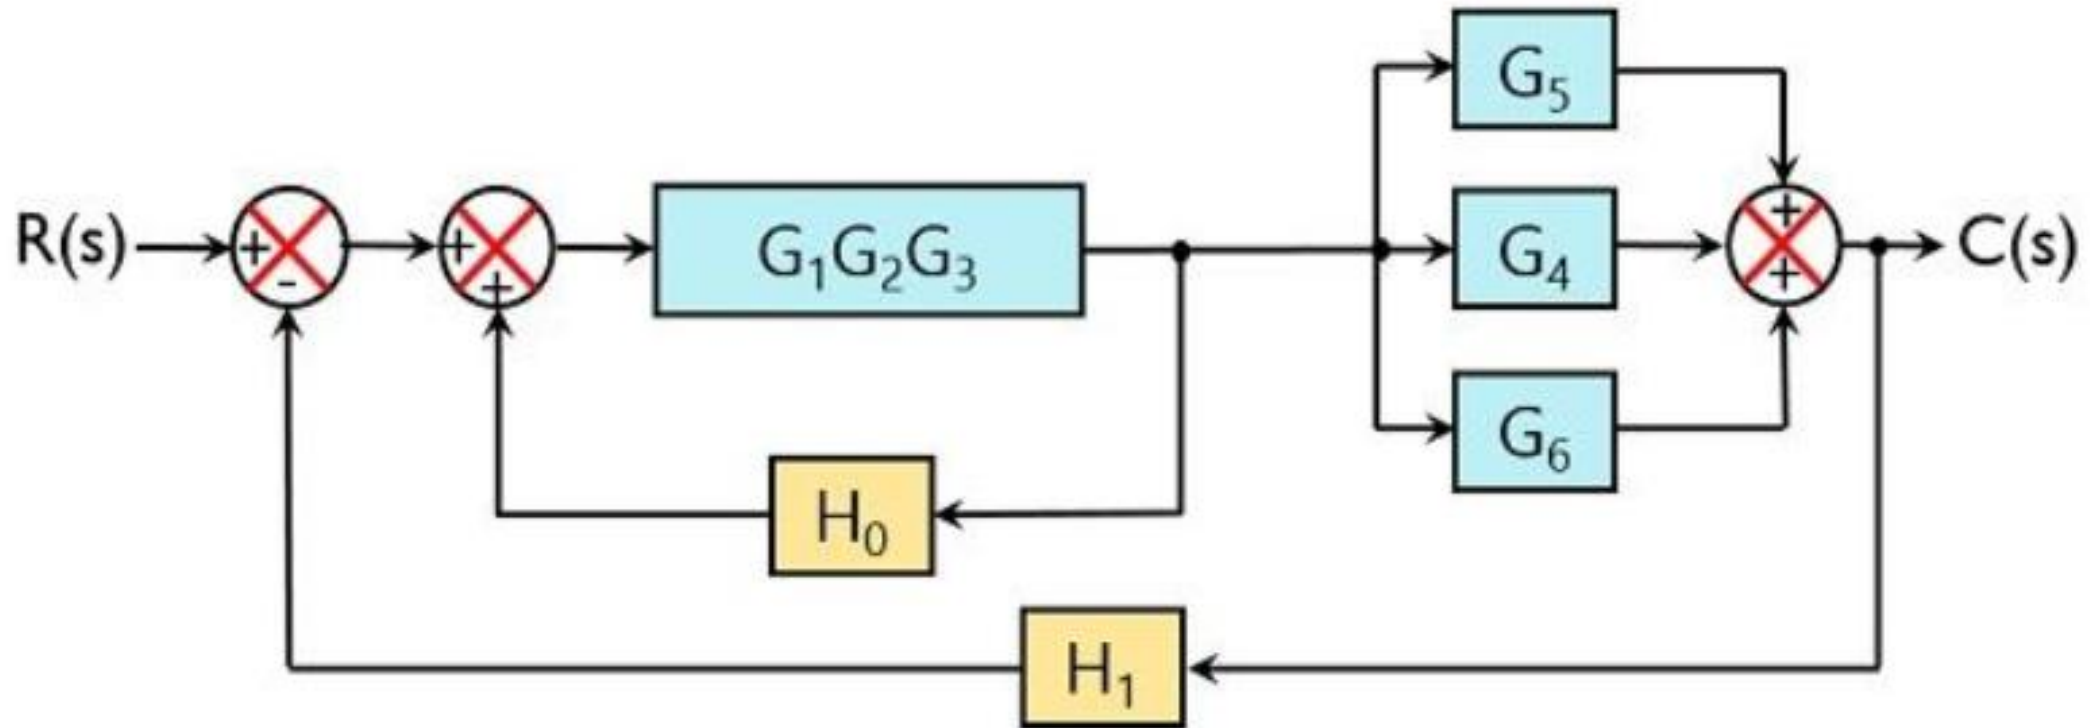 G₅
R(s)
+
-
+
+
G₁G₂G₃
G₄
+
+
C(s)
G₆
H₀
H₁